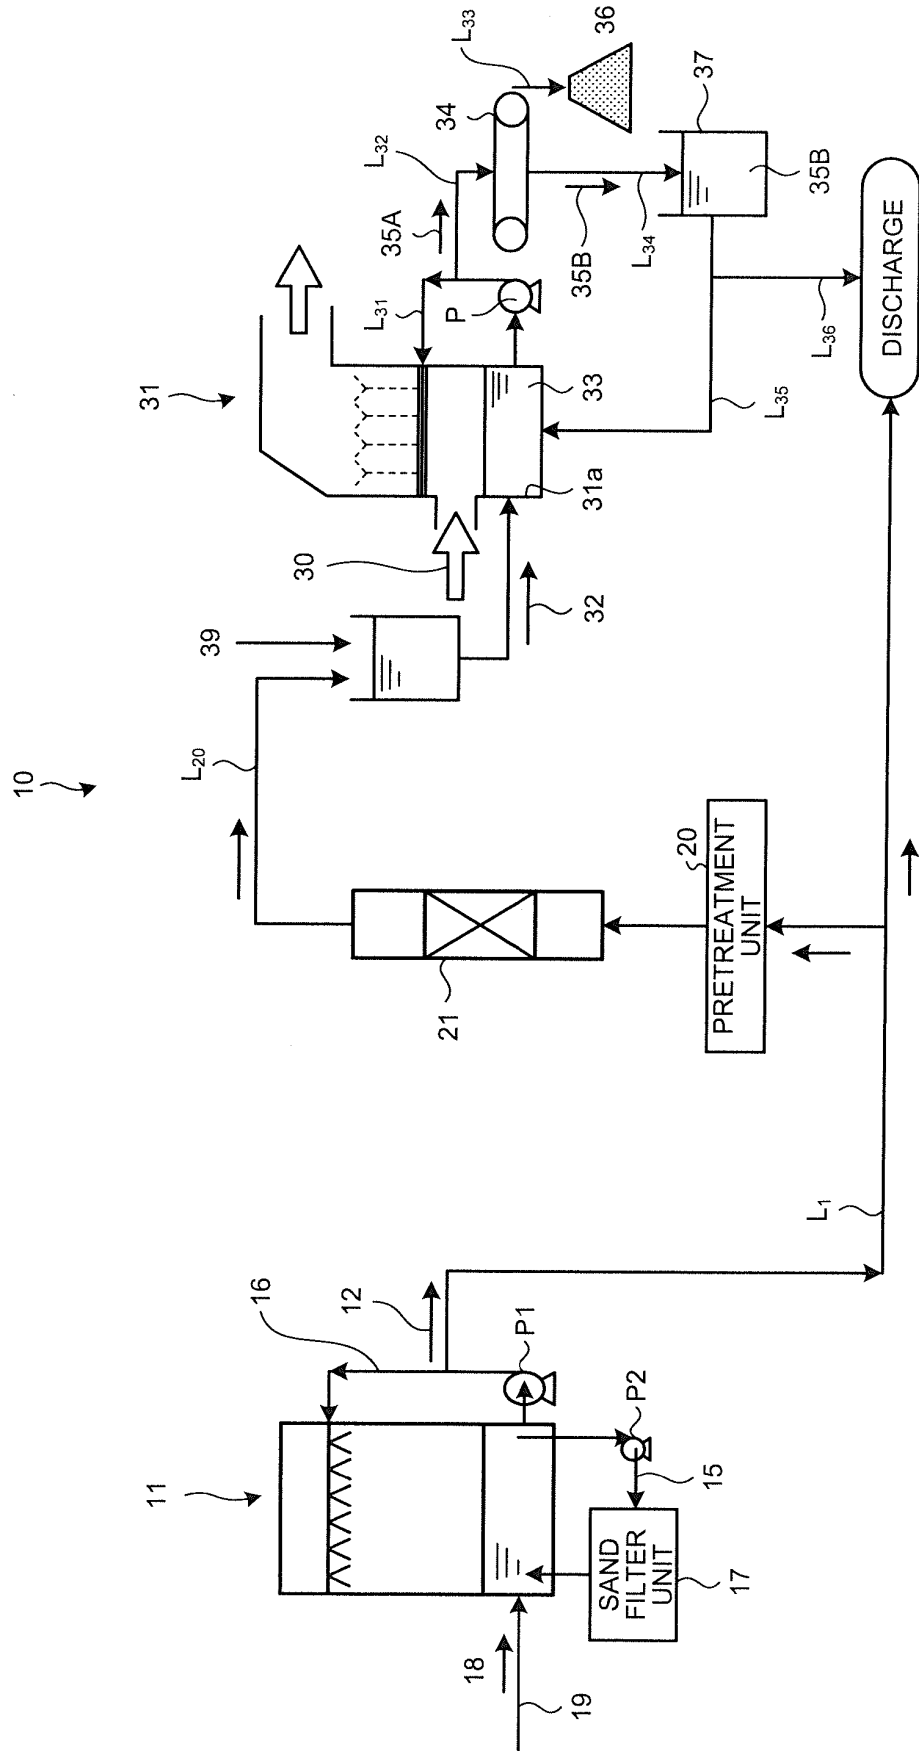 10
11
16
12
P1
P2
15
SAND
FILTER
UNIT
17
18
19
L1
PRETREATMENT
UNIT
20
21
L20
39
30
31
32
31a
33
P
L31
35A
L32
34
L33
36
35B
L34
37
35B
L35
L36
DISCHARGE